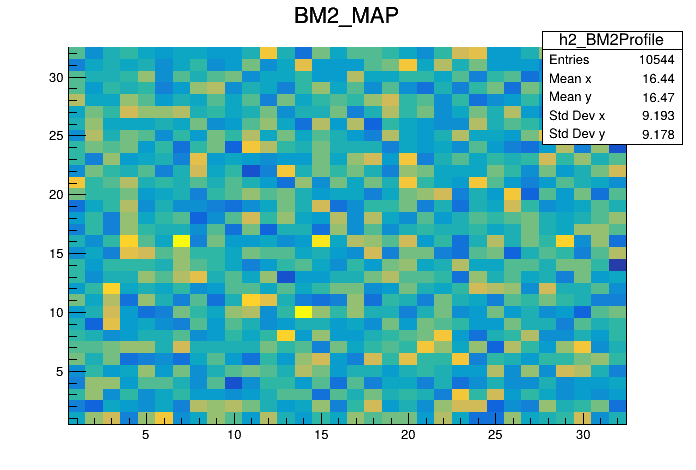 BM2_MAP
h2_BM2Profile
Entries 10544
Mean x 16.44
Mean y 16.47
Std Dev x 9.193
Std Dev y 9.178
30
25
20
15
10
5
5 10 15 20 25 30